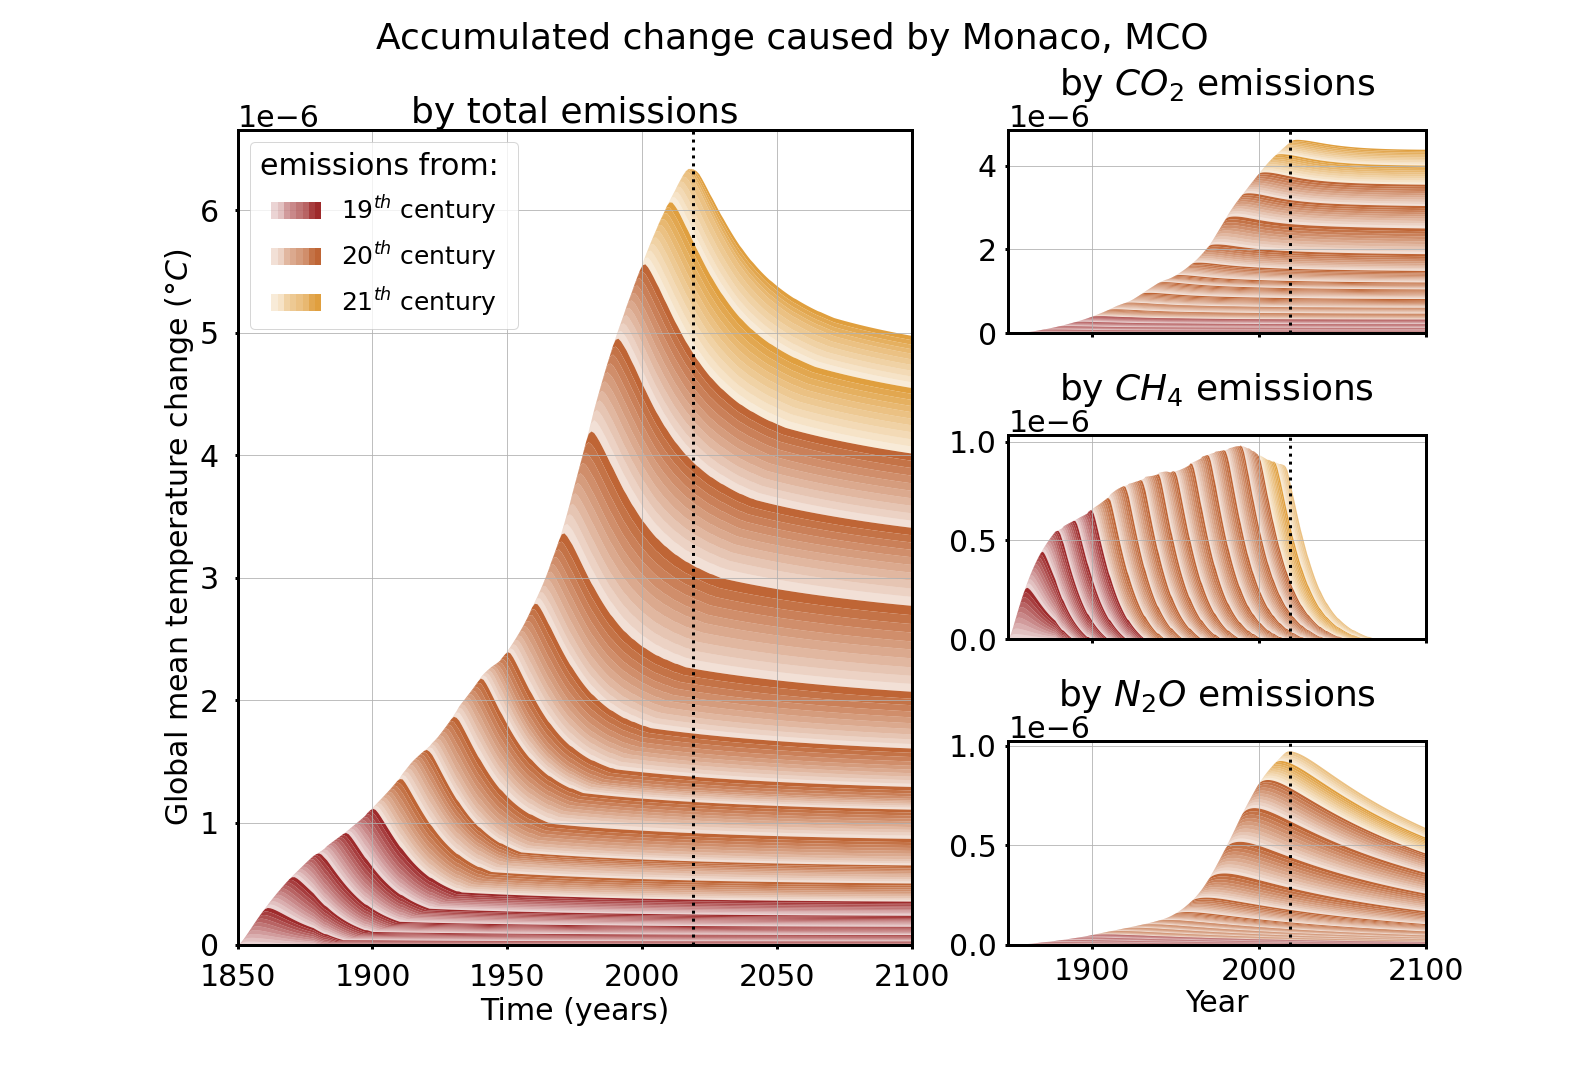 Accumulated change caused by Monaco, MCO
by total emissions
1e−6
emissions from:
19th century
20th century
21th century
Global mean temperature change (°C)
6
5
4
3
2
1
0
1850 1900 1950 2000 2050 2100
Time (years)
by CO2 emissions
1e−6
4
2
0
by CH4 emissions
1e−6
1.0
0.5
0.0
by N2O emissions
1e−6
1.0
0.5
0.0
1900 2000 2100
Year